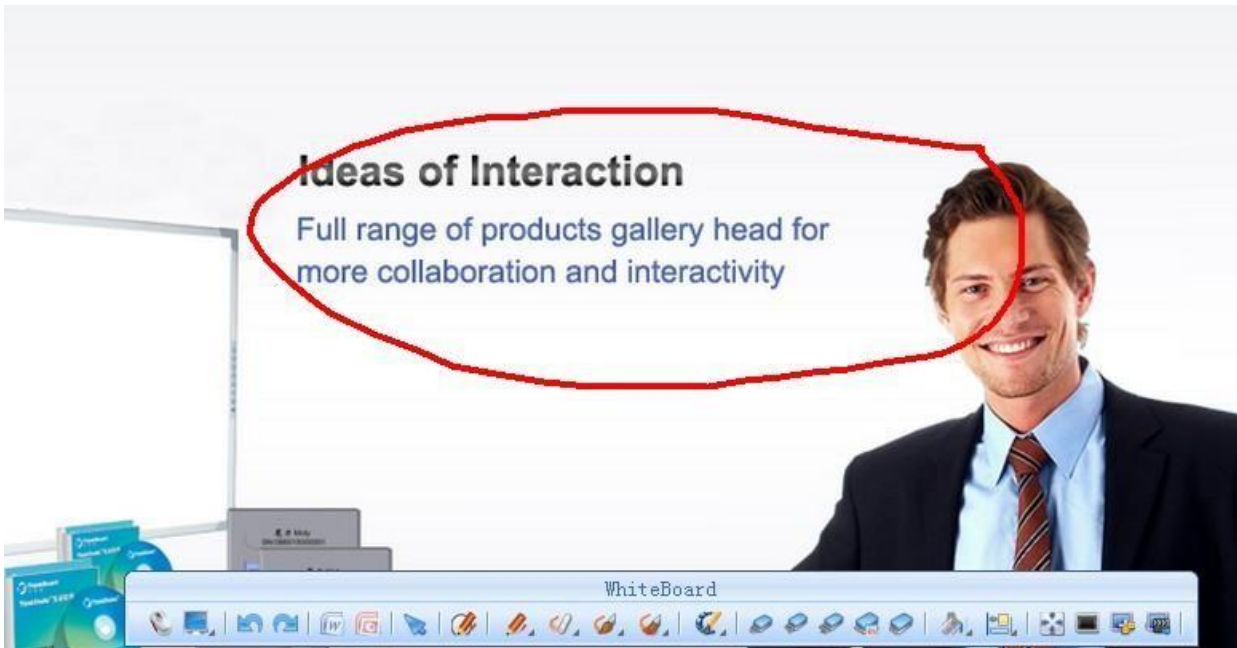 Ideas of Interaction
Full range of products gallery head for
more collaboration and interactivity
WhiteBoard